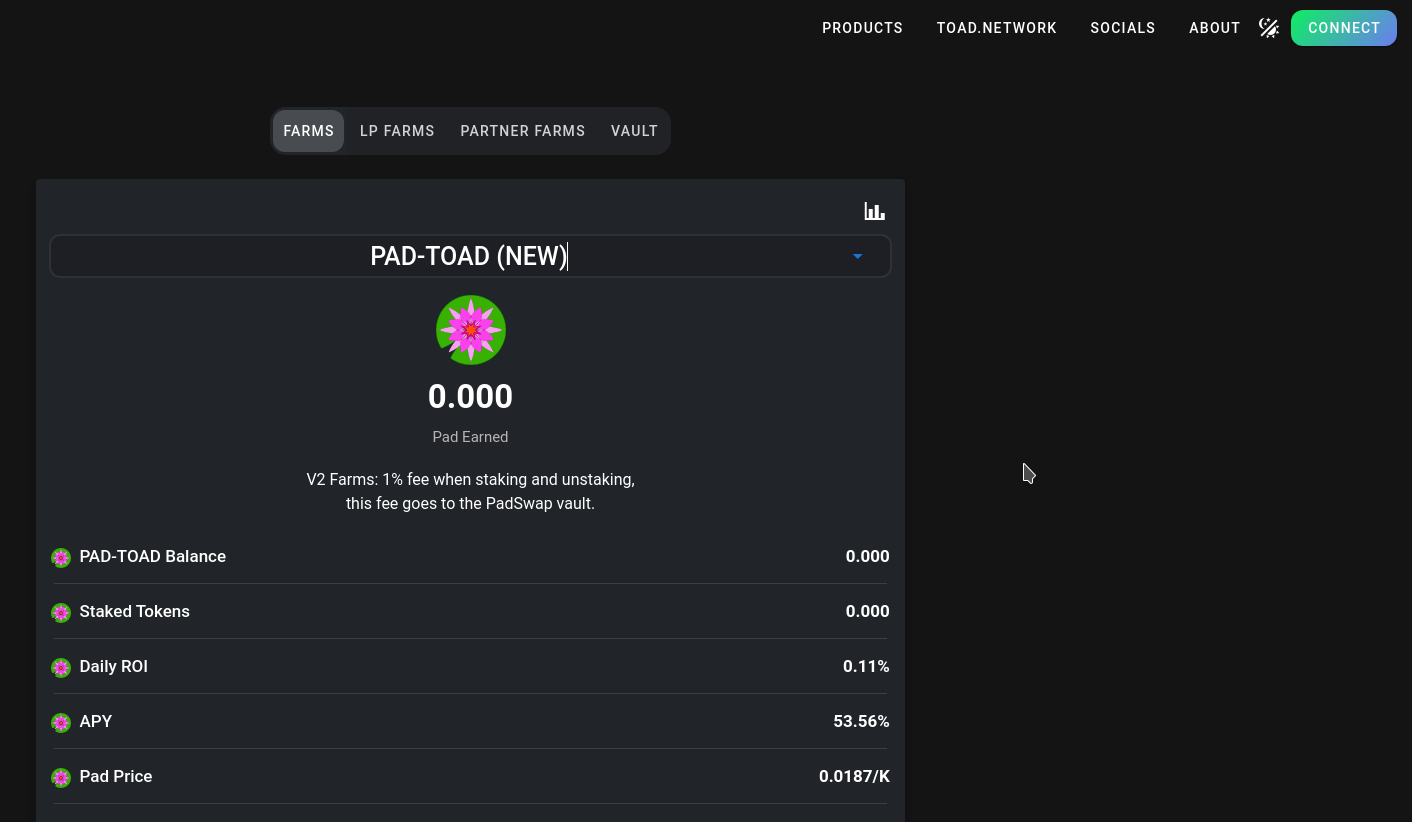 PRODUCTS TOAD.NETWORK SOCIALS ABOUT CONNECT
FARMS LP FARMS PARTNER FARMS VAULT
PAD-TOAD (NEW)
0.000
Pad Earned
V2 Farms: 1% fee when staking and unstaking,
this fee goes to the PadSwap vault.
PAD-TOAD Balance 0.000
Staked Tokens 0.000
Daily ROI 0.11%
APY 53.56%
Pad Price 0.0187/K